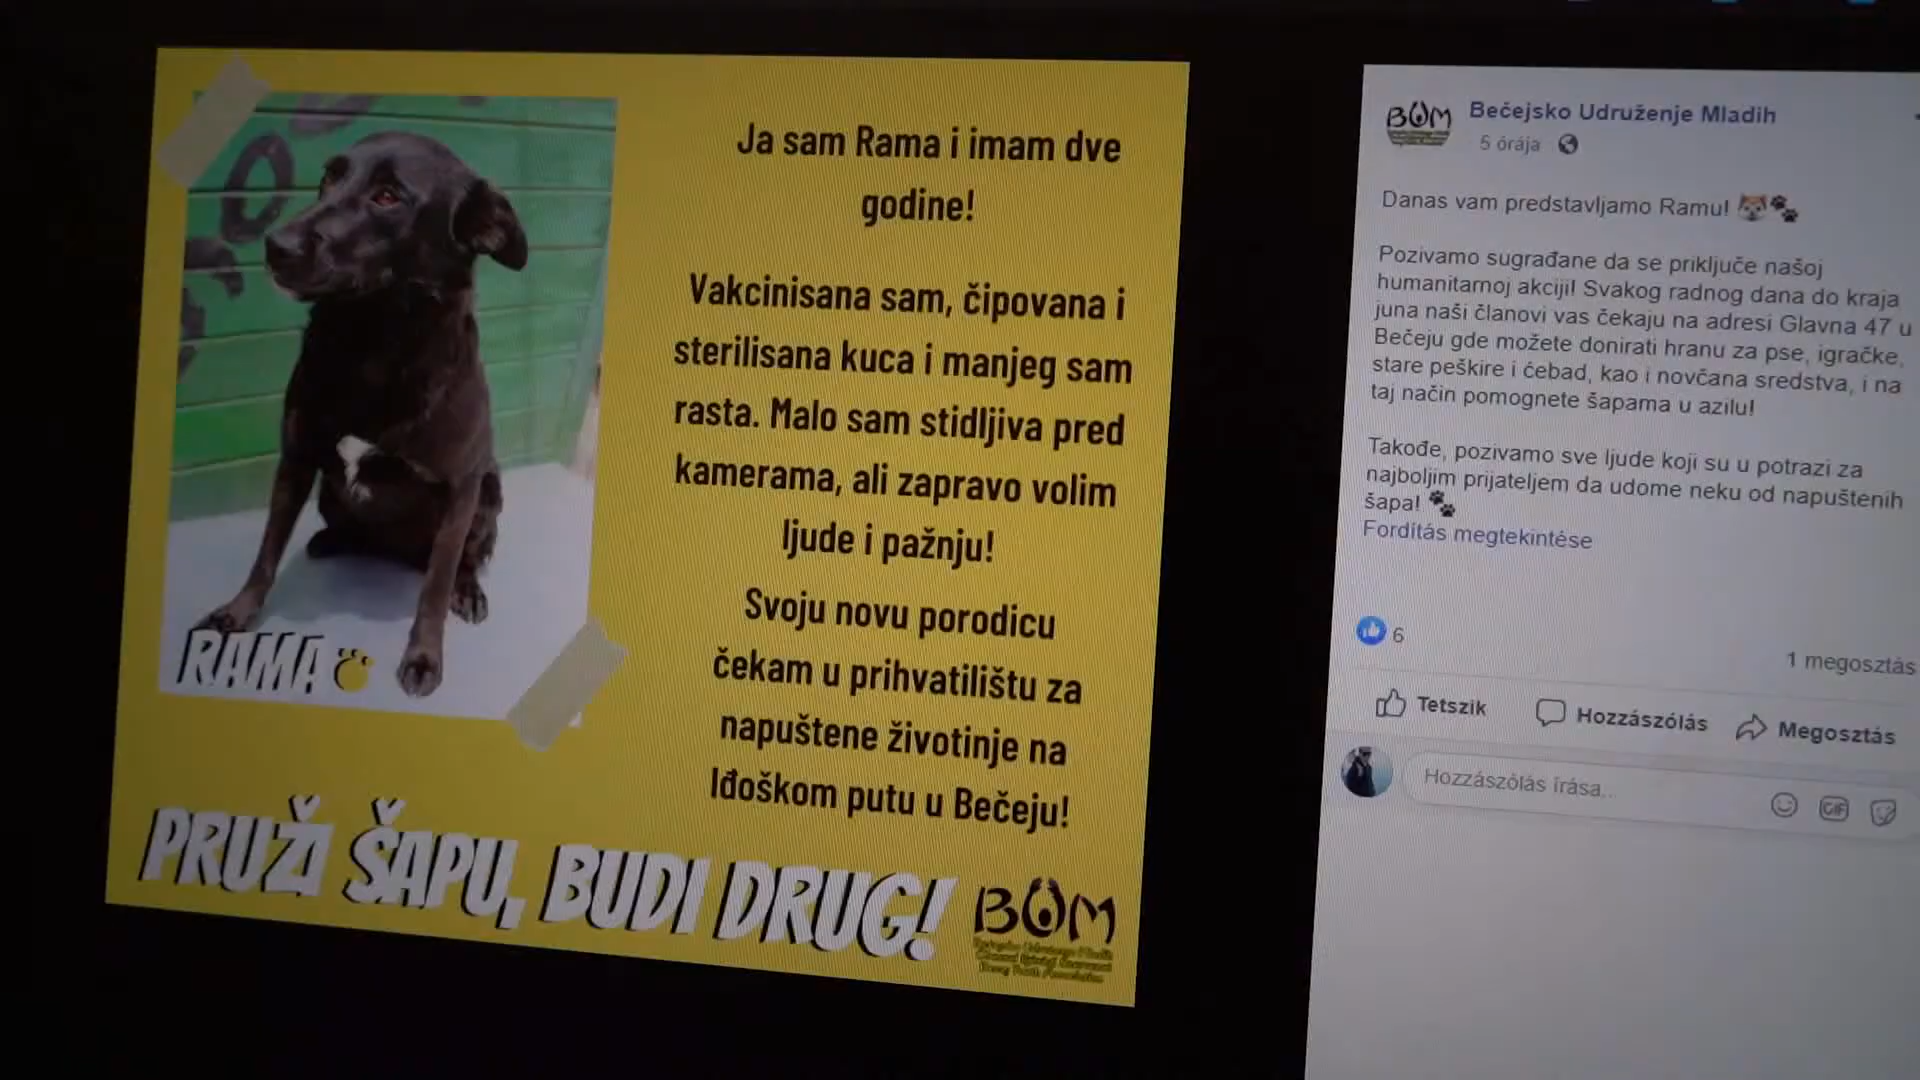 Ja sam Rama i imam dve
godine!
Vakcinisana sam, čipovana i
sterilisana kuca i manjeg sam
rasta. Malo sam stidljiva pred
kamerama, ali zapravo volim
ljude i pažnju!
Svoju novu porodicu
čekam u prihvatilištu za
napuštene životinje na
Iđoškom putu u Bečeju!
RAMA
PRUŽI ŠAPU, BUDI DRUG!
BUM
Bečejsko Udruženje Mladih
5 órája
Danas vam predstavljamo Ramu!
Pozivamo sugrađane da se priključe našoj
humanitarnoj akciji! Svakog radnog dana do kraja
juna naši članovi vas čekaju na adresi Glavna 47 u
Bečeju gde možete donirati hranu za pse, igračke,
stare peškire i ćebad, kao i novčana sredstva, i na
taj način pomognete šapama u azilu!
Takođe, pozivamo sve ljude koji su u potrazi za
najboljim prijateljem da udome neku od napuštenih
šapa!
Fordítás megtekintése
6
1 megosztás
Tetszik
Hozzászólás
Megosztás
Hozzászólás írása...
GIF